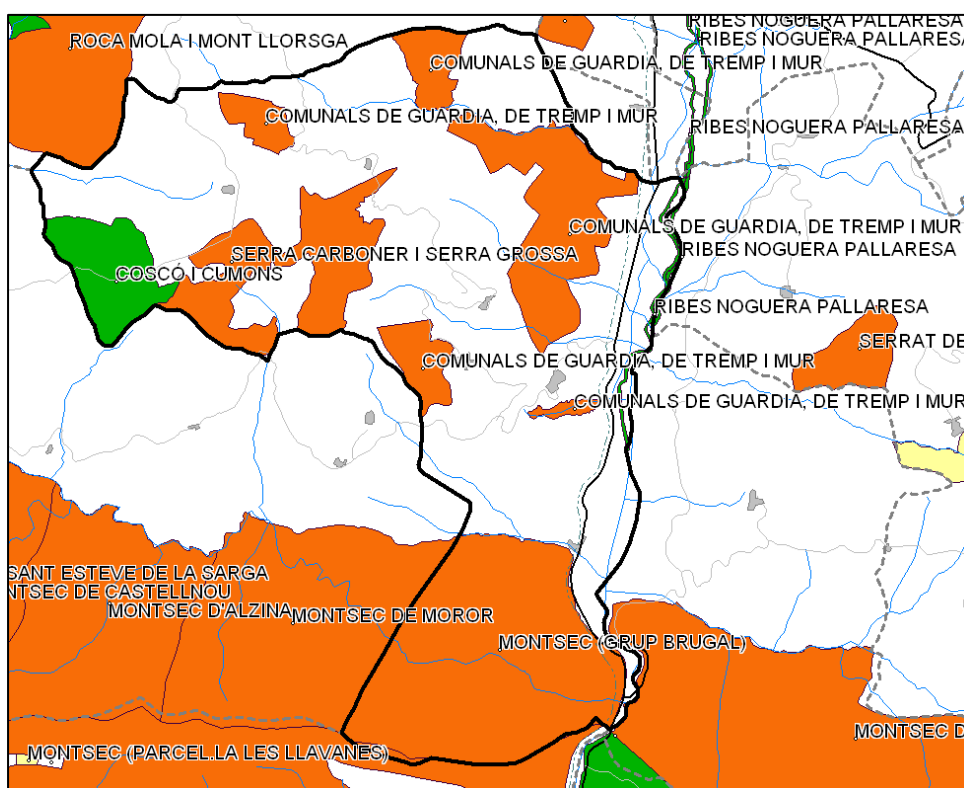 RIBES NOGUERA PALLARESA
ROCA MOLA I MONT LLORSGA
RIBES NOGUERA PALLARESA
COMUNALS DE GUARDIA, DE TREMP I MUR
COMUNALS DE GUARDIA, DE TREMP I MUR
RIBES NOGUERA PALLARESA
COMUNALS DE GUARDIA, DE TREMP I MUR
SERRA CARBONER I SERRA GROSSA
RIBES NOGUERA PALLARESA
COSCÓ I CUMONS
RIBES NOGUERA PALLARESA
SERRAT DE
COMUNALS DE GUARDIA, DE TREMP I MUR
COMUNALS DE GUARDIA, DE TREMP I MUR
SANT ESTEVE DE LA SARGA
NTSEC DE CASTELLNOU
MONTSEC D'ALZINA
MONTSEC DE MOROR
MONTSEC (GRUP BRUGAL)
MONTSEC D
MONTSEC (PARCEL.LA LES LLAVANES)